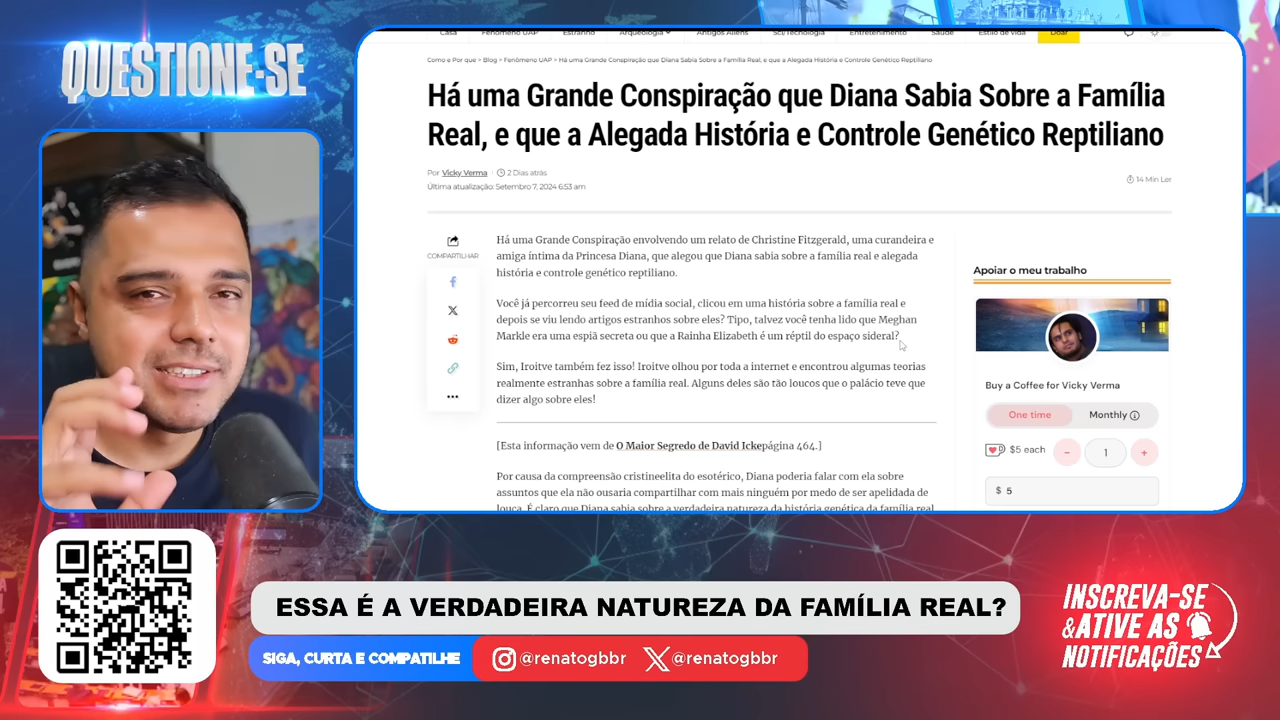 QUESTIONE-SE
Casa Fenômeno UAP Estranho Arqueologia Antigos Aliens Sci/Tecnologia Entretenimento Saúde Estilo de vida Doar
Como e Por que > Blog > Fenômeno UAP > Há uma Grande Conspiração que Diana Sabia Sobre a Família Real, e que a Alegada História e Controle Genético Reptiliano
Há uma Grande Conspiração que Diana Sabia Sobre a Família
Real, e que a Alegada História e Controle Genético Reptiliano
Por Vicky Verma 2 Dias atrás
Última atualização: Setembro 7, 2024 6:53 am
14 Min Ler
COMPARTILHAR
Há uma Grande Conspiração envolvendo um relato de Christine Fitzgerald, uma curandeira e
amiga íntima da Princesa Diana, que alegou que Diana sabia sobre a família real e alegada
história e controle genético reptiliano.
Você já percorreu seu feed de mídia social, clicou em uma história sobre a família real e
depois se viu lendo artigos estranhos sobre eles? Tipo, talvez você tenha lido que Meghan
Markle era uma espiã secreta ou que a Rainha Elizabeth é um réptil do espaço sideral?
Sim, Iroitve também fez isso! Iroitve olhou por toda a internet e encontrou algumas teorias
realmente estranhas sobre a família real. Alguns deles são tão loucos que o palácio teve que
dizer algo sobre eles!
[Esta informação vem de O Maior Segredo de David Ickepágina 464.]
Por causa da compreensão cristineelita do esotérico, Diana poderia falar com ela sobre
assuntos que ela não ousaria compartilhar com mais ninguém por medo de ser apelidada de
louca. É claro que Diana sabia sobre a verdadeira natureza da história genética da família real
Apoiar o meu trabalho
Buy a Coffee for Vicky Verma
One time Monthly
$5 each - 1 +
$ 5
ESSA É A VERDADEIRA NATUREZA DA FAMÍLIA REAL?
SIGA, CURTA E COMPATILHE @renatogbbr @renatogbbr
INSCREVA-SE
&ATIVE AS
NOTIFICAÇÕES